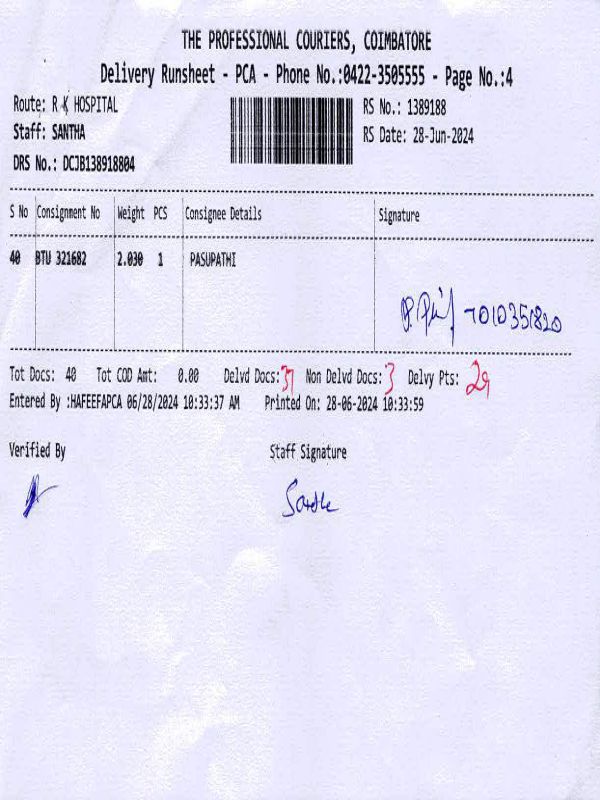 THE PROFESSIONAL COURIERS, COIMBATORE
Delivery Runsheet - PCA - Phone No.:0422-3505555 - Page No.:4
Route: R K HOSPITAL
RS No.: 1389188
Staff: SANTHA
RS Date: 28-Jun-2024
DRS No.: DCJB138918804
S No Consignment No Weight PCS Consignee Details Signature
40 BTU 321682 2.030 1 PASUPATHI
7010351820
Tot Docs: 40 Tot COD Amt: 0.00 Delvd Docs: 37 Non Delvd Docs: 3 Delvy Pts: 29
Entered By :HAFEEFAPCA 06/28/2024 10:33:37 AM Printed On: 28-06-2024 10:33:59
Verified By Staff Signature